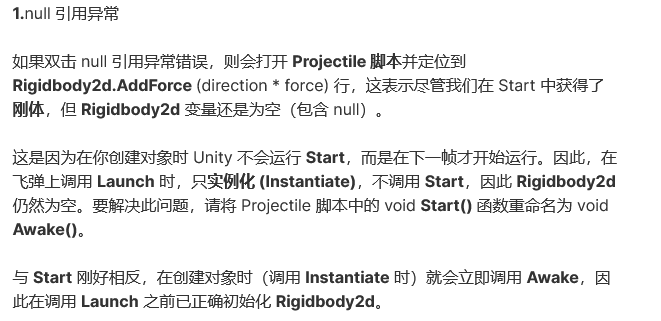 1.null 引用异常
如果双击 null 引用异常错误，则会打开 Projectile 脚本并定位到
Rigidbody2d.AddForce (direction * force) 行，这表示尽管我们在 Start 中获得了
刚体，但 Rigidbody2d 变量还是为空（包含 null）。
这是因为在你创建对象时 Unity 不会运行 Start，而是在下一帧才开始运行。因此，在
飞弹上调用 Launch 时，只实例化 (Instantiate)，不调用 Start，因此 Rigidbody2d
仍然为空。要解决此问题，请将 Projectile 脚本中的 void Start() 函数重命名为 void
Awake()。
与 Start 刚好相反，在创建对象时（调用 Instantiate 时）就会立即调用 Awake，因
此在调用 Launch 之前已正确初始化 Rigidbody2d。